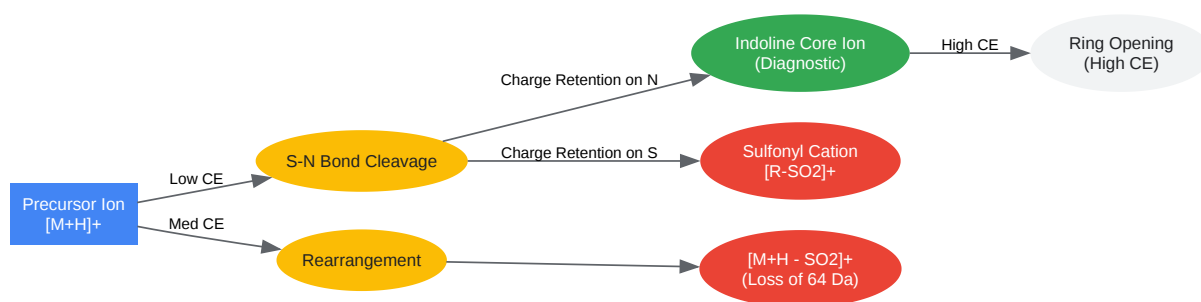 Indoline Core Ion
(Diagnostic)
High CE
Ring Opening
(High CE)
Charge Retention on N
S-N Bond Cleavage
Charge Retention on S
Sulfonyl Cation
[R-SO2]+
Low CE
Precursor Ion
[M+H]+
Med CE
Rearrangement
[M+H - SO2]+
(Loss of 64 Da)